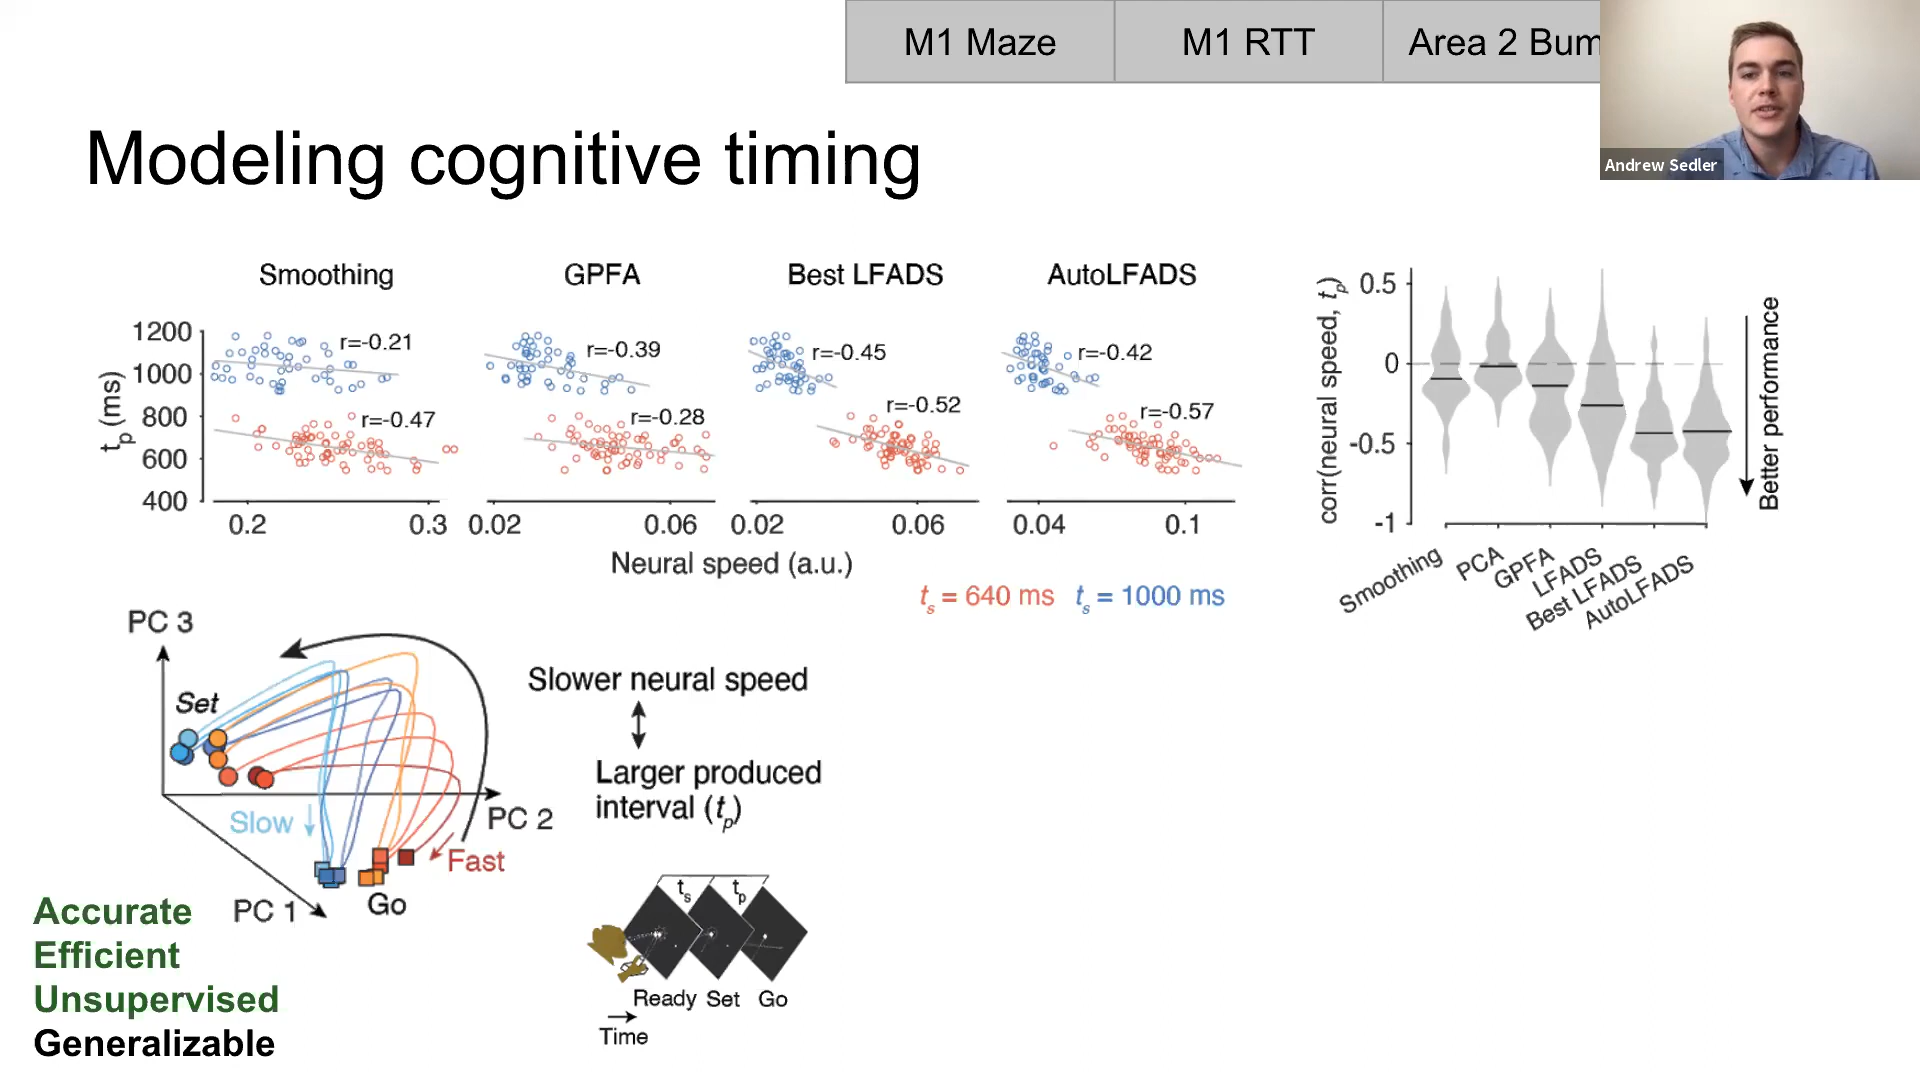 M1 Maze M1 RTT Area 2 Bum
Andrew Sedler
Modeling cognitive timing
Smoothing GPFA Best LFADS AutoLFADS
1200
1000
800
600
400
t_p (ms)
r=-0.21
r=-0.47
r=-0.39
r=-0.28
r=-0.45
r=-0.52
r=-0.42
r=-0.57
0.2 0.3 0.02 0.06 0.02 0.06 0.04 0.1
Neural speed (a.u.)
t_s = 640 ms t_s = 1000 ms
corr(neural speed, t_p)
0.5
0
-0.5
-1
Smoothing
PCA
GPFA
LFADS
Best LFADS
AutoLFADS
Better performance
PC 3
Set
Slow
PC 2
Fast
PC 1
Go
Slower neural speed
Larger produced
interval (t_p)
t_s t_p
Ready Set Go
Time
Accurate
Efficient
Unsupervised
Generalizable